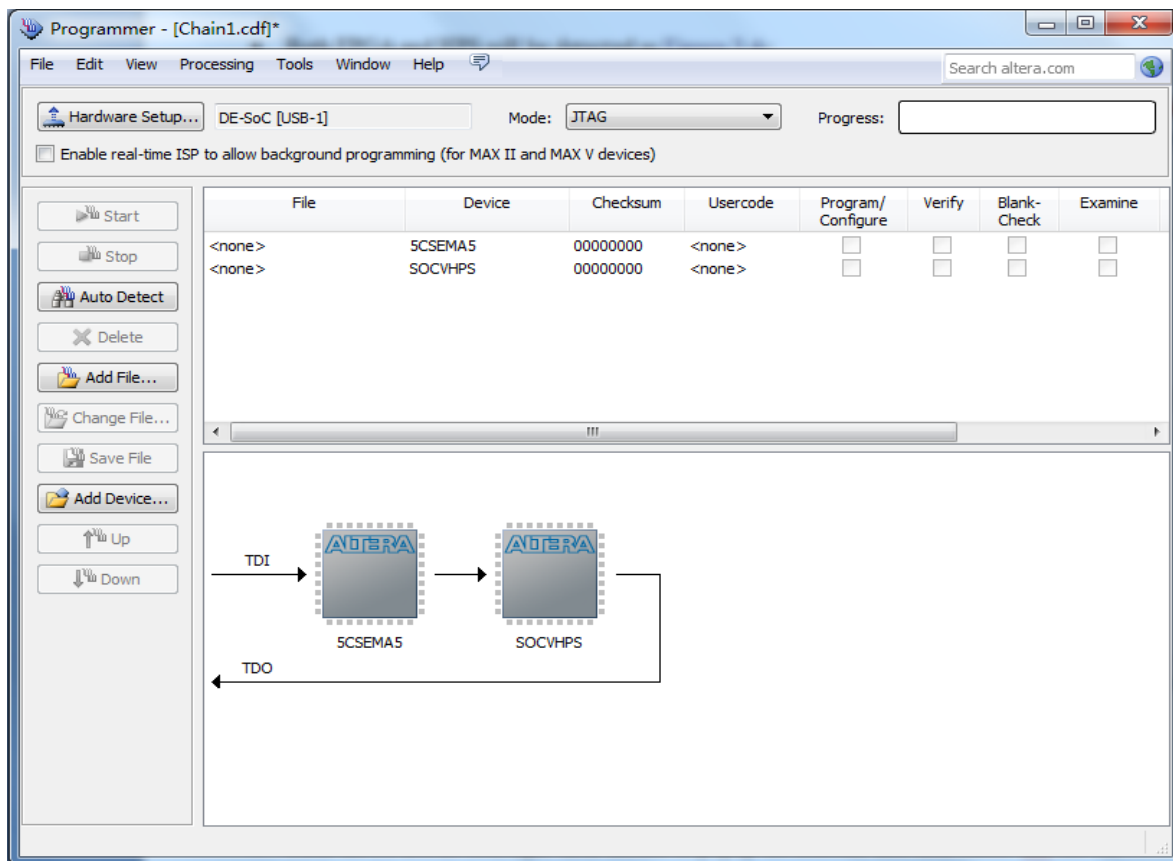 Programmer - [Chain1.cdf]*
File Edit View Processing Tools Window Help Search altera.com
Hardware Setup... DE-SoC [USB-1] Mode: JTAG Progress:
Enable real-time ISP to allow background programming (for MAX II and MAX V devices)
Start
Stop
Auto Detect
Delete
Add File...
Change File...
Save File
Add Device...
Up
Down
File Device Checksum Usercode Program/ Verify Blank- Examine
Configure Check
<none> 5CSEMA5 00000000 <none>
<none> SOCVHPS 00000000 <none>
ALTERA ALTERA
TDI
5CSEMA5 SOCVHPS
TDO